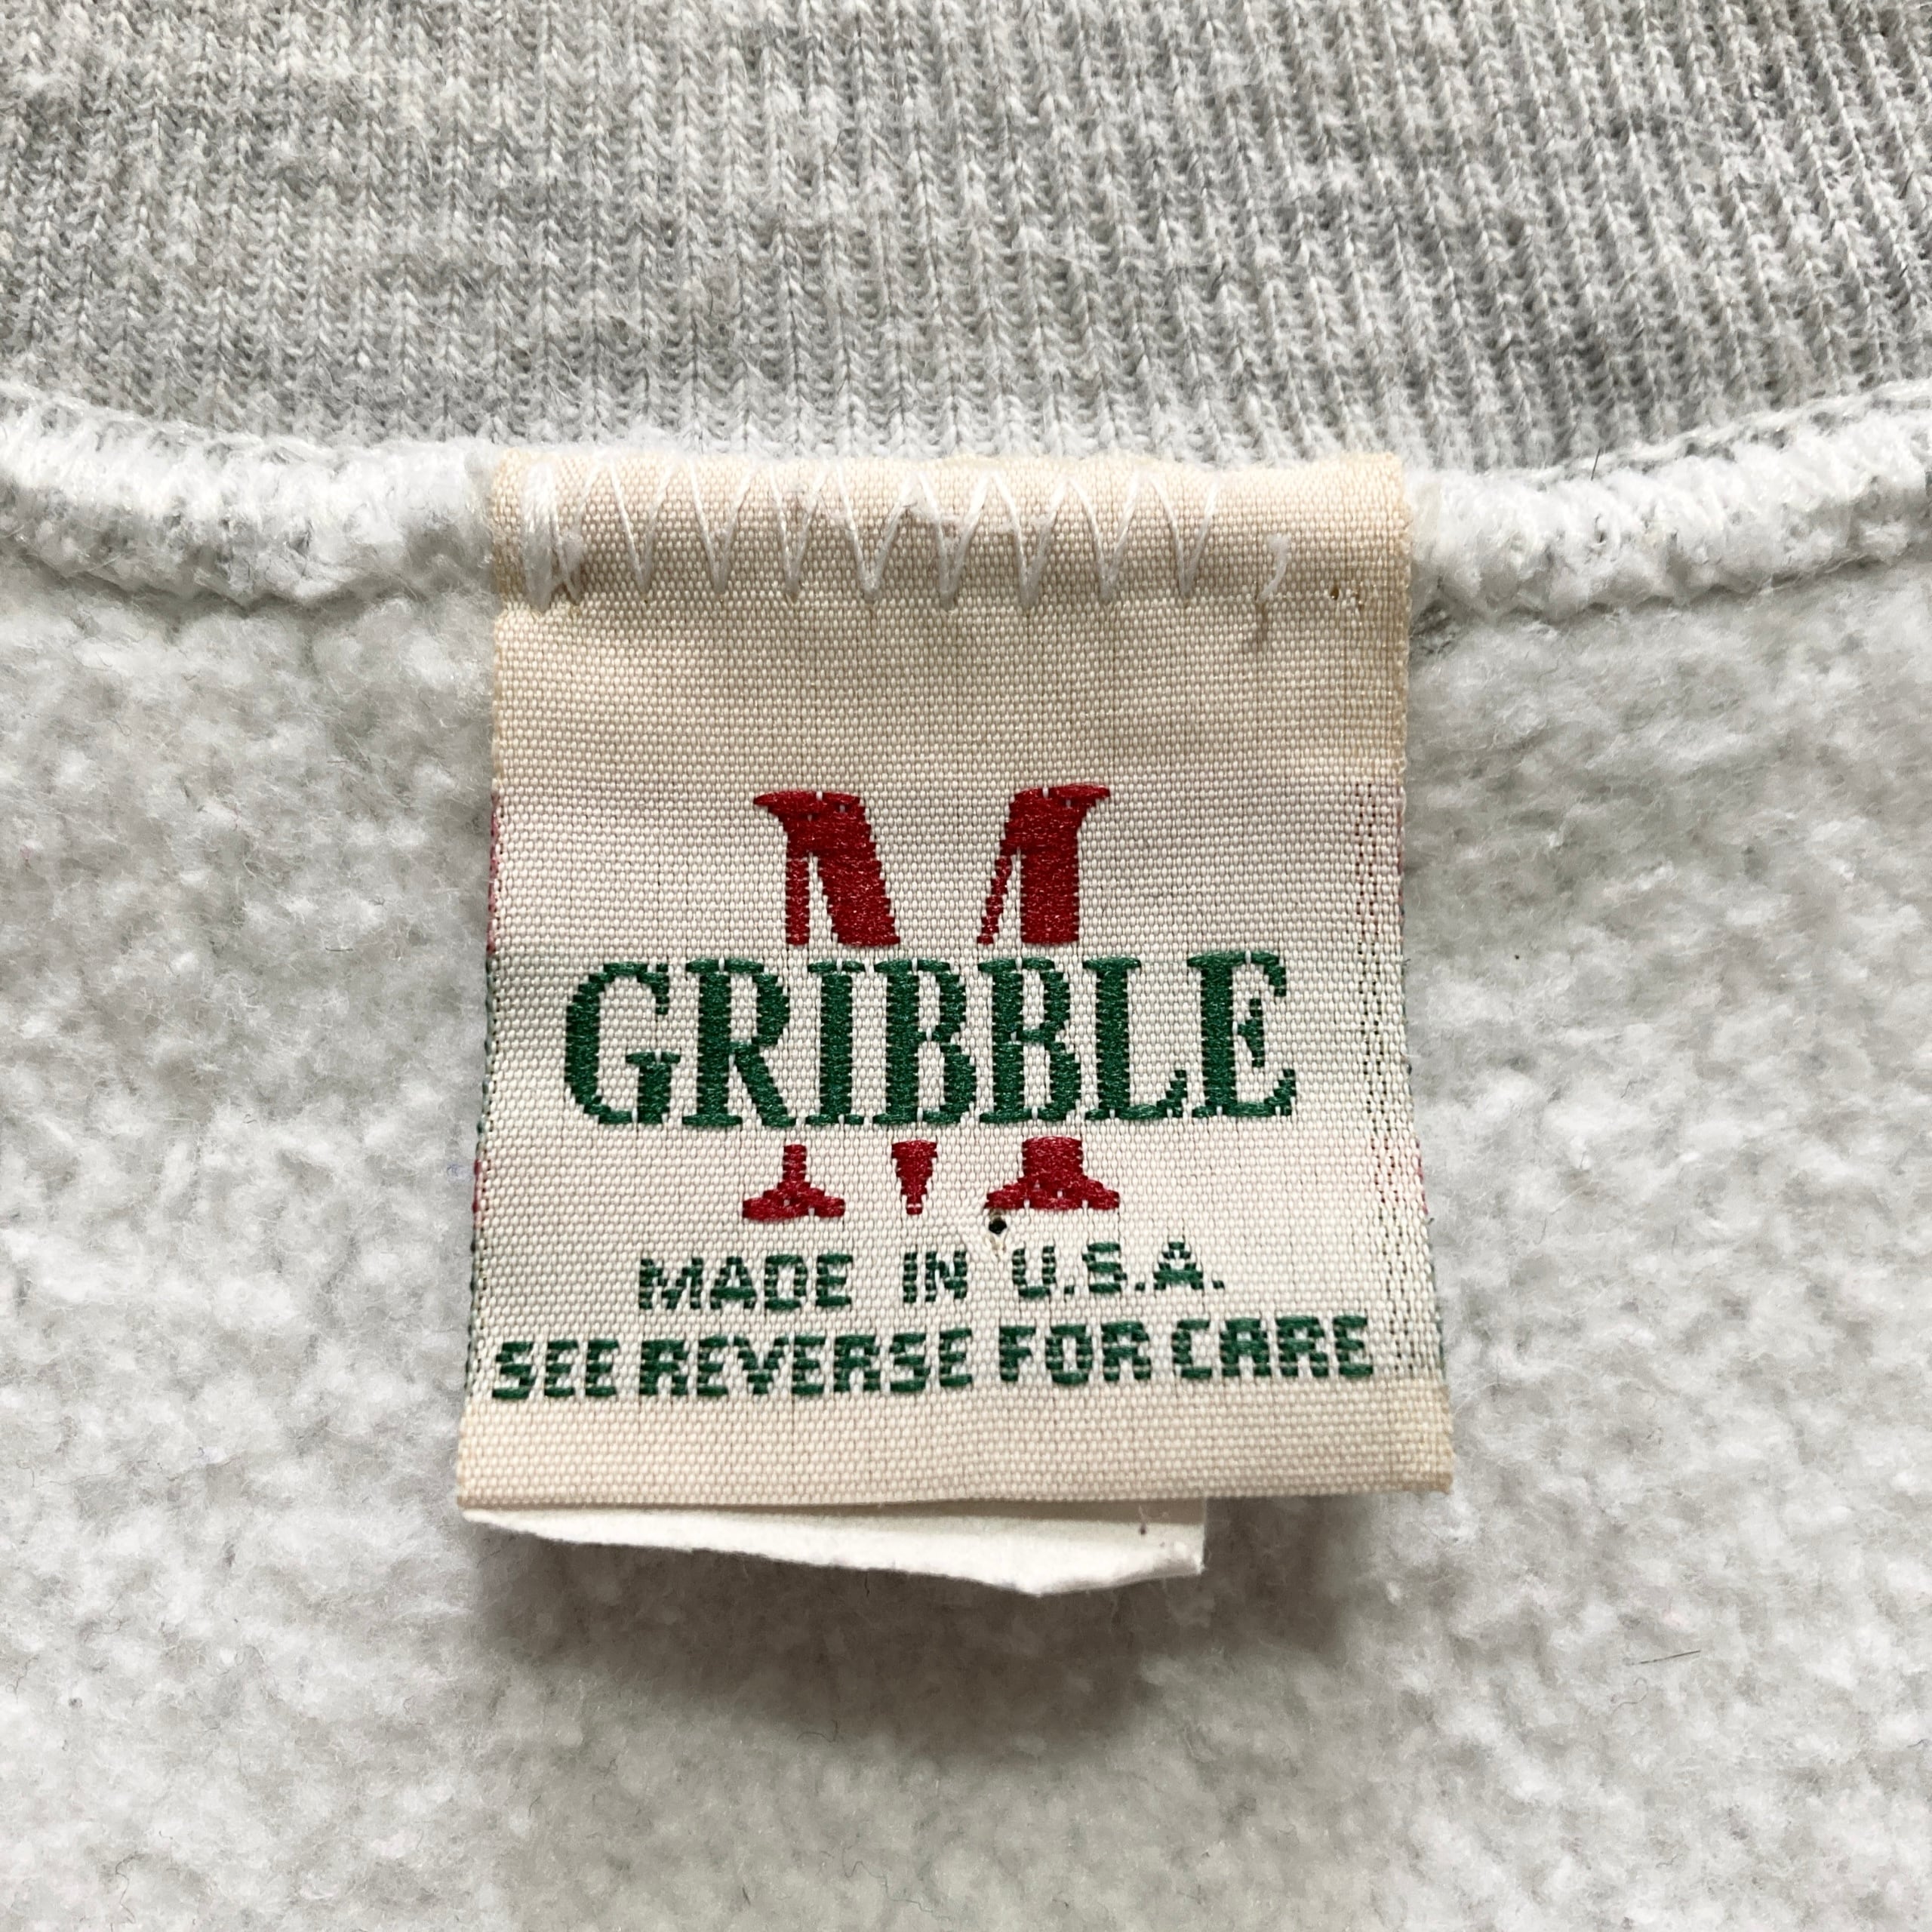 M
GRIBBLE
MADE IN U.S.A.
SEE REVERSE FOR CARE